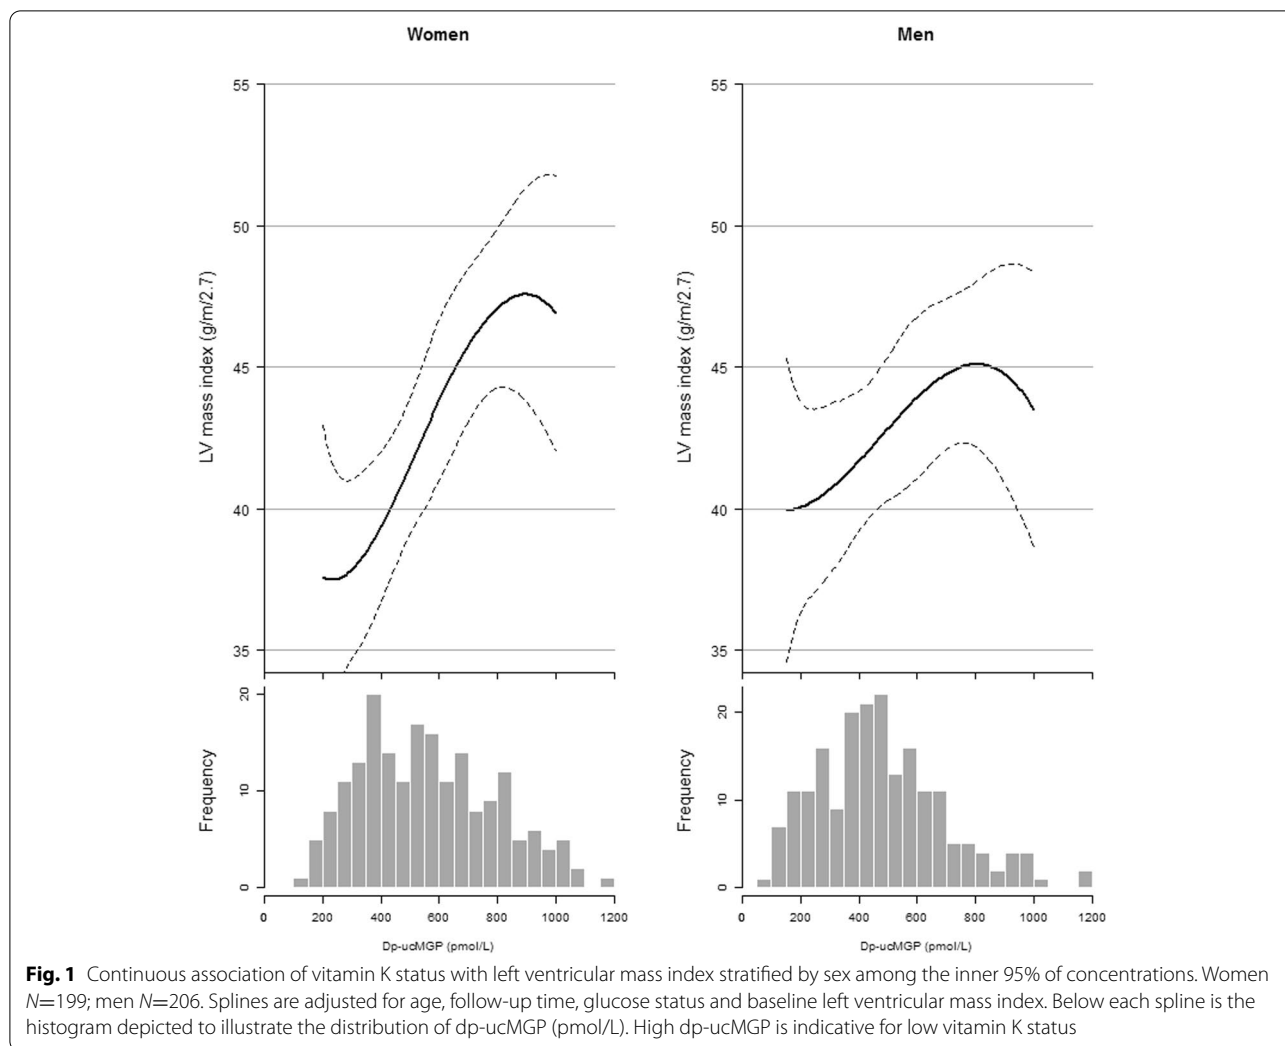 Women
Men
55
50
45
40
35
LV mass index (g/m/2.7)
55
50
45
40
35
LV mass index (g/m/2.7)
20
10
0
Frequency
0 200 400 600 800 1000 1200
Dp-ucMGP (pmol/L)
20
10
0
Frequency
0 200 400 600 800 1000 1200
Dp-ucMGP (pmol/L)
Fig. 1 Continuous association of vitamin K status with left ventricular mass index stratified by sex among the inner 95% of concentrations. Women
N=199; men N=206. Splines are adjusted for age, follow-up time, glucose status and baseline left ventricular mass index. Below each spline is the
histogram depicted to illustrate the distribution of dp-ucMGP (pmol/L). High dp-ucMGP is indicative for low vitamin K status